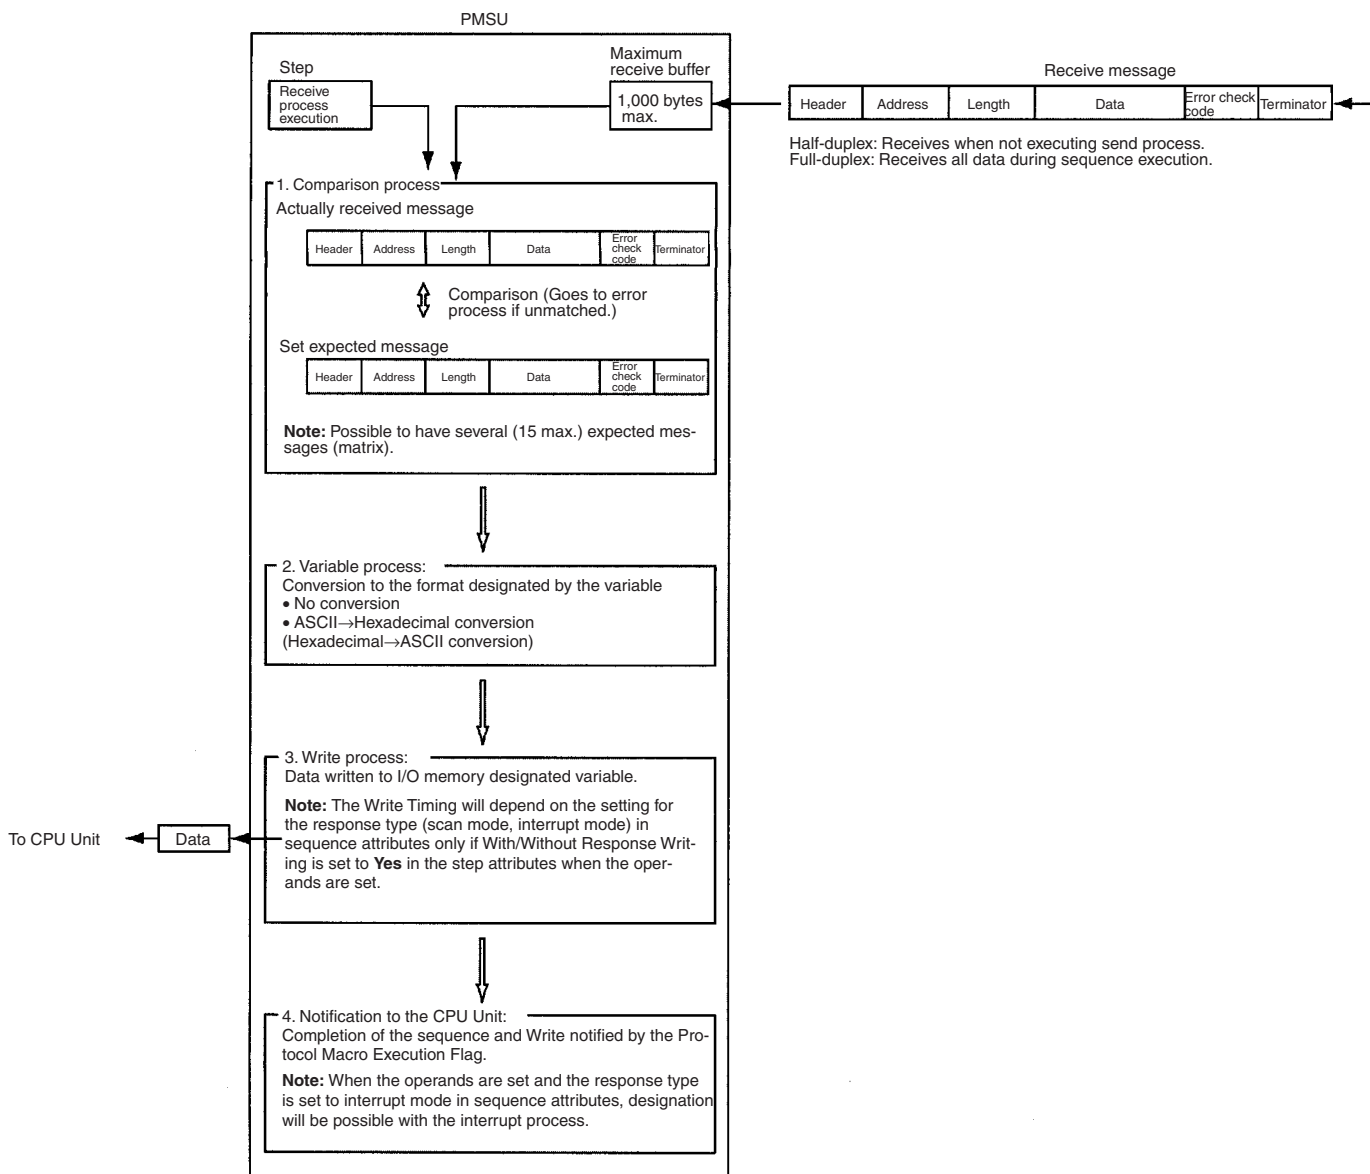 PMSU
Step
Receive
process
execution
Maximum
receive buffer
1,000 bytes
max.
Receive message
Header Address Length Data Error check code Terminator
Half-duplex: Receives when not executing send process.
Full-duplex: Receives all data during sequence execution.
1. Comparison process
Actually received message
Header Address Length Data Error check code Terminator
Comparison (Goes to error
process if unmatched.)
Set expected message
Header Address Length Data Error check code Terminator
Note: Possible to have several (15 max.) expected mes-
sages (matrix).
2. Variable process:
Conversion to the format designated by the variable
• No conversion
• ASCII→Hexadecimal conversion
(Hexadecimal→ASCII conversion)
3. Write process:
Data written to I/O memory designated variable.
Note: The Write Timing will depend on the setting for
the response type (scan mode, interrupt mode) in
sequence attributes only if With/Without Response Writ-
ing is set to Yes in the step attributes when the oper-
ands are set.
To CPU Unit
Data
4. Notification to the CPU Unit:
Completion of the sequence and Write notified by the Pro-
tocol Macro Execution Flag.
Note: When the operands are set and the response type
is set to interrupt mode in sequence attributes, designation
will be possible with the interrupt process.